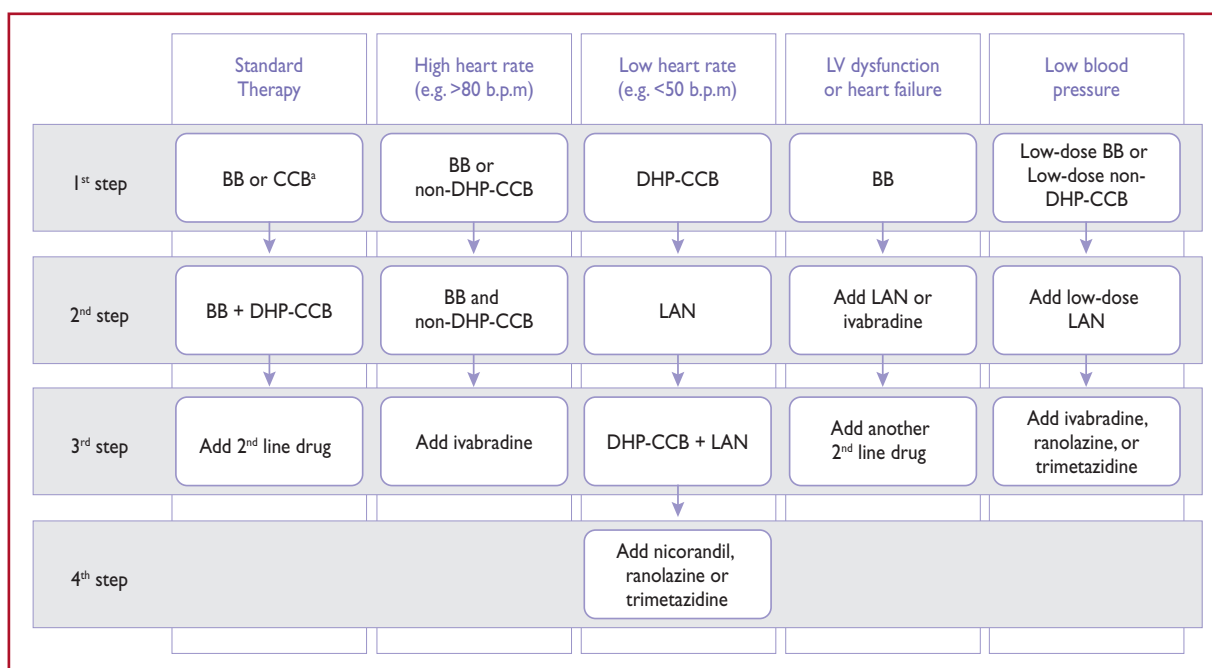 Standard
Therapy
High heart rate
(e.g. >80 b.p.m)
Low heart rate
(e.g. <50 b.p.m)
LV dysfunction
or heart failure
Low blood
pressure
1st step
BB or CCBa
BB or
non-DHP-CCB
DHP-CCB
BB
Low-dose BB or
Low-dose non-
DHP-CCB
2nd step
BB + DHP-CCB
BB and
non-DHP-CCB
LAN
Add LAN or
ivabradine
Add low-dose
LAN
3rd step
Add 2nd line drug
Add ivabradine
DHP-CCB + LAN
Add another
2nd line drug
Add ivabradine,
ranolazine, or
trimetazidine
4th step
Add nicorandil,
ranolazine or
trimetazidine